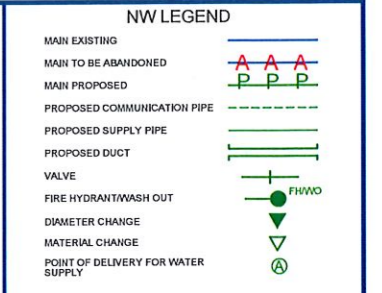 NW LEGEND
MAIN EXISTING
MAIN TO BE ABANDONED A A A
MAIN PROPOSED P P P
PROPOSED COMMUNICATION PIPE
PROPOSED SUPPLY PIPE
PROPOSED DUCT
VALVE
FIRE HYDRANT/WASH OUT FH/WO
DIAMETER CHANGE
MATERIAL CHANGE
POINT OF DELIVERY FOR WATER
SUPPLY A